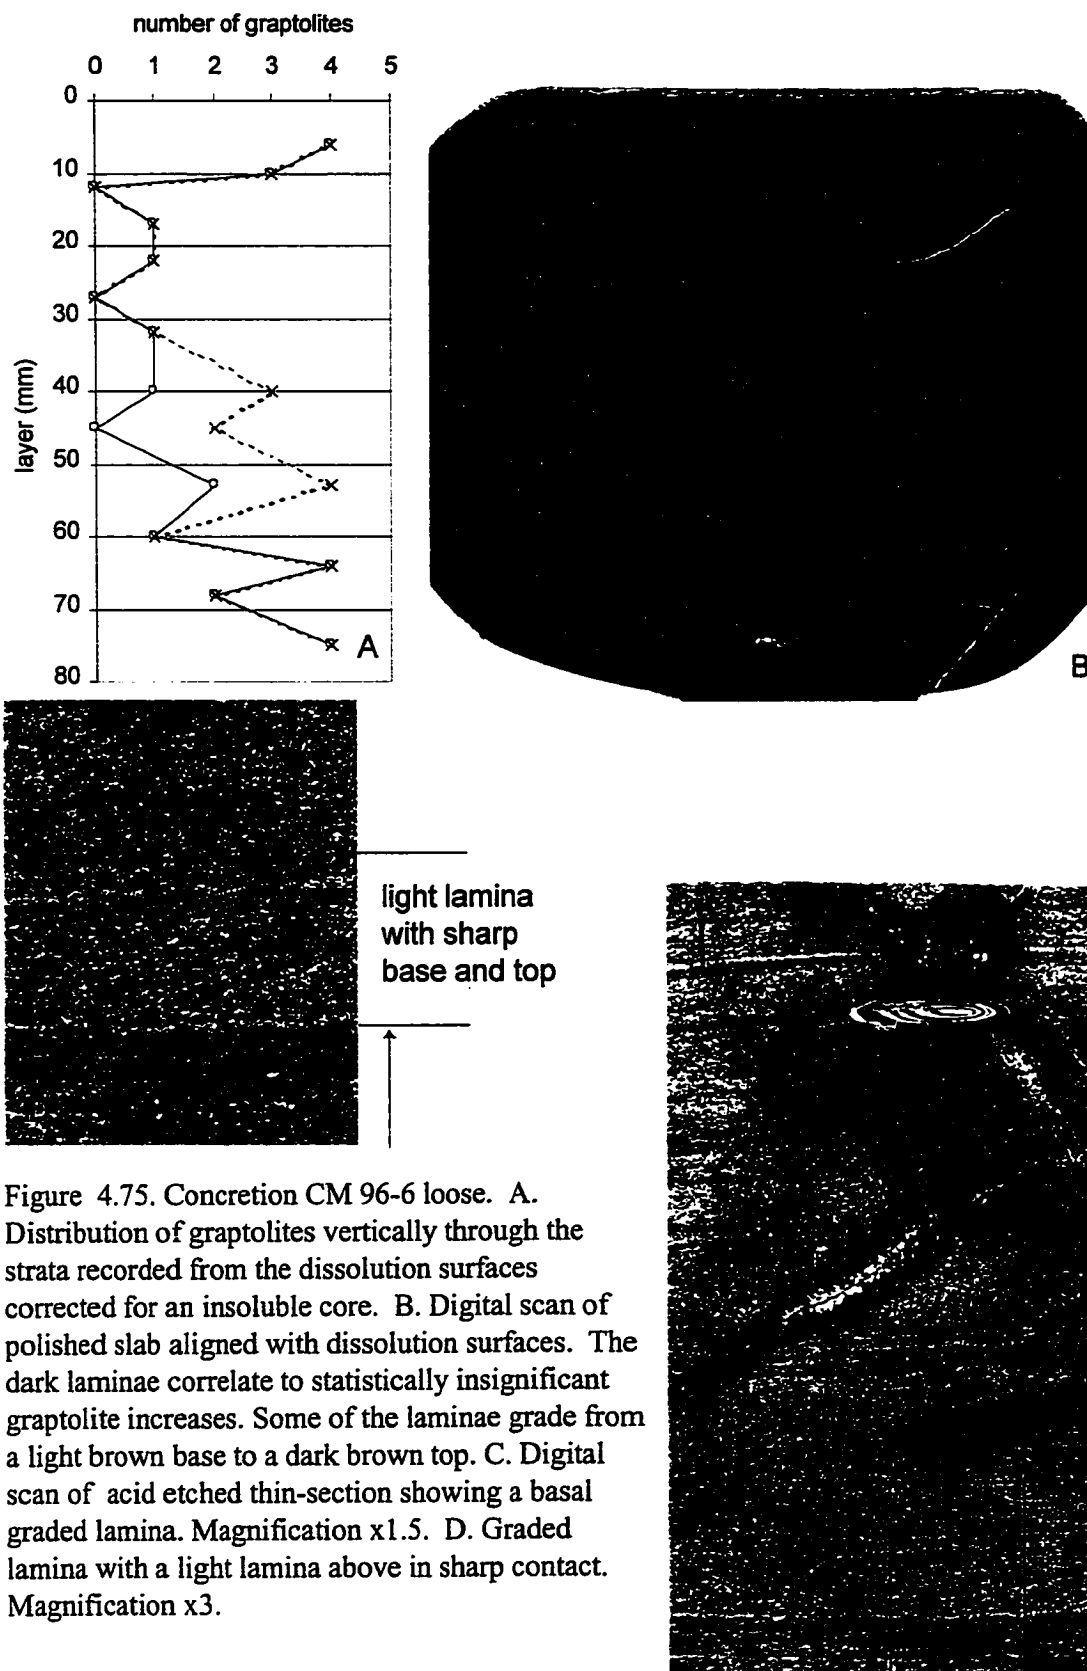 number of graptolites
0 1 2 3 4 5
layer (mm)
0
10
20
30
40
50
60
70
80
A
B
light lamina
with sharp
base and top
Figure 4.75. Concretion CM 96-6 loose. A.
Distribution of graptolites vertically through the
strata recorded from the dissolution surfaces
corrected for an insoluble core. B. Digital scan of
polished slab aligned with dissolution surfaces. The
dark laminae correlate to statistically insignificant
graptolite increases. Some of the laminae grade from
a light brown base to a dark brown top. C. Digital
scan of acid etched thin-section showing a basal
graded lamina. Magnification x1.5. D. Graded
lamina with a light lamina above in sharp contact.
Magnification x3.